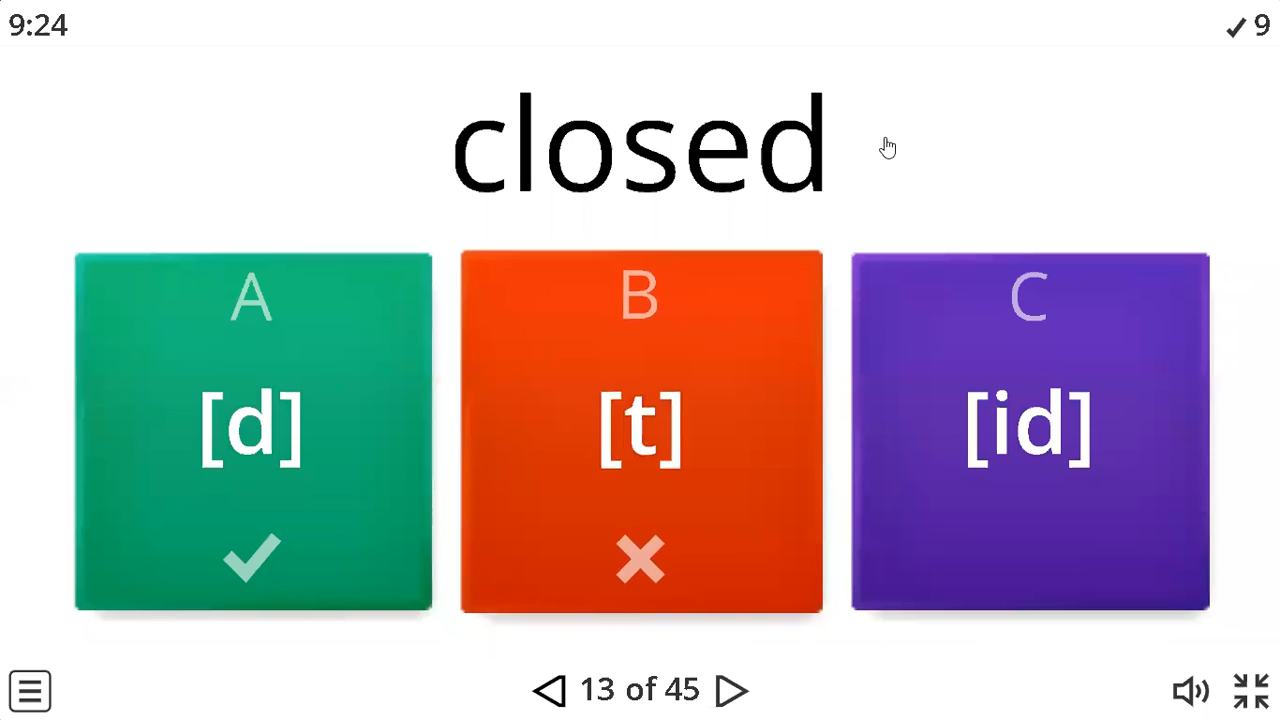 9:24
✓ 9
closed
A
B
C
[d]
[t]
[id]
13 of 45